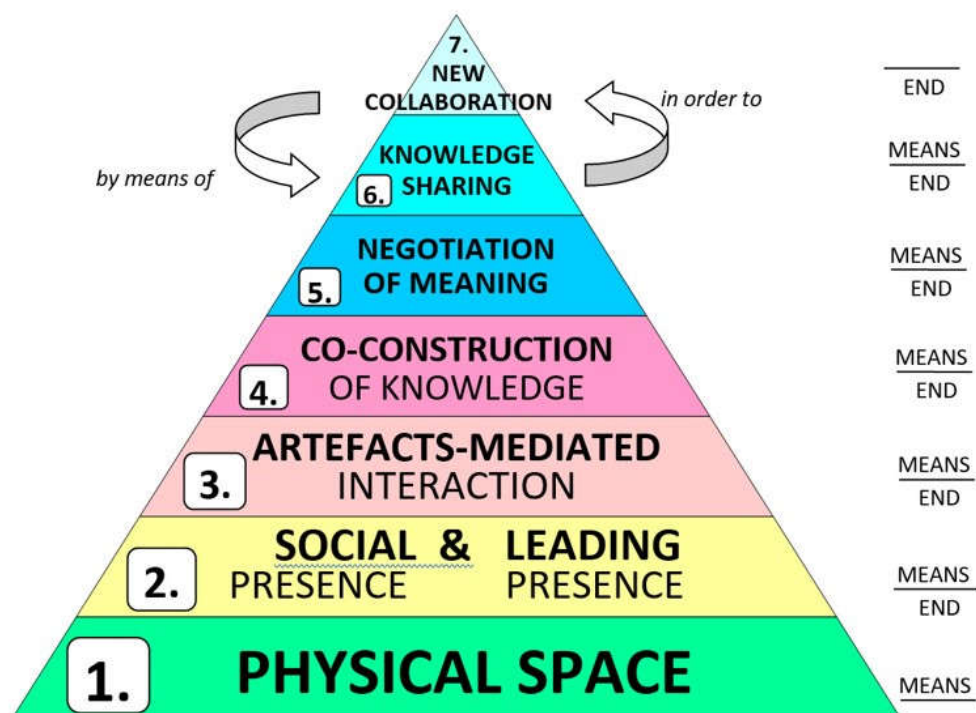 7.
NEW
COLLABORATION
END
by means of
in order to
KNOWLEDGE
SHARING
6.
MEANS
END
NEGOTIATION
OF MEANING
5.
MEANS
END
CO-CONSTRUCTION
OF KNOWLEDGE
4.
MEANS
END
ARTEFACTS-MEDIATED
INTERACTION
3.
MEANS
END
SOCIAL & LEADING
PRESENCE PRESENCE
2.
MEANS
END
1.
PHYSICAL SPACE
MEANS